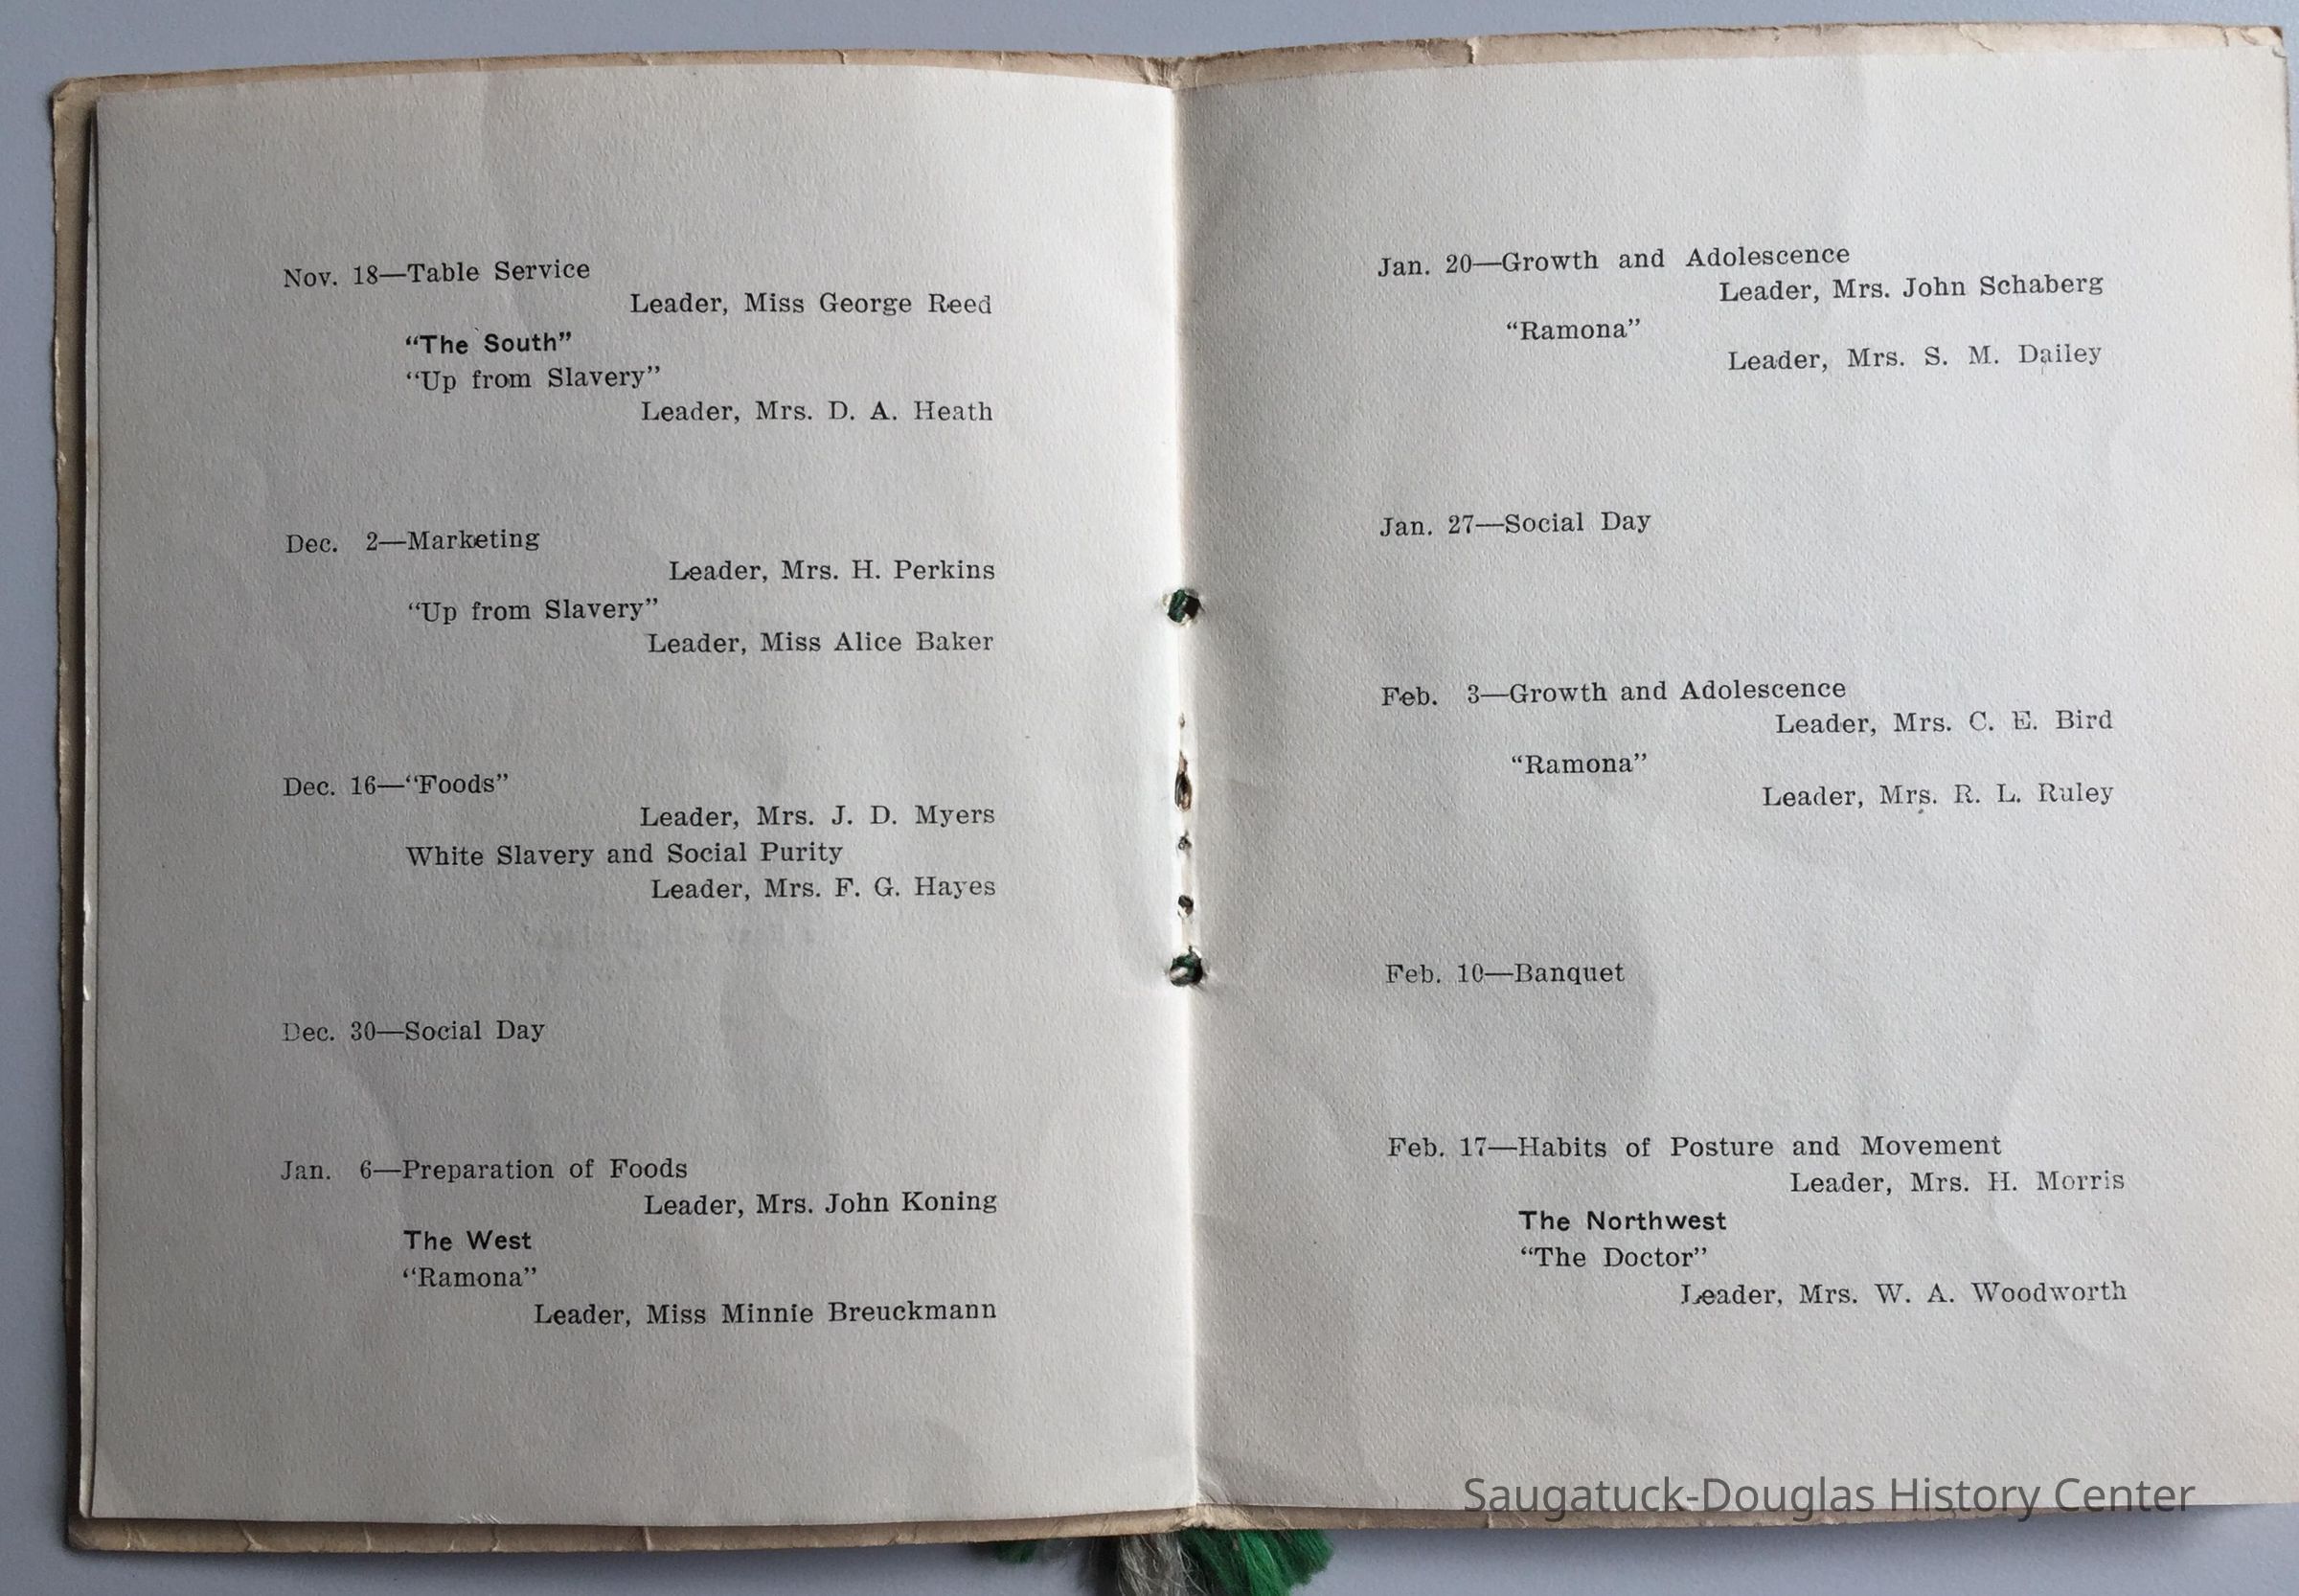 Nov. 18—Table Service
Leader, Miss George Reed
“The South”
“Up from Slavery”
Leader, Mrs. D. A. Heath
Dec. 2—Marketing
Leader, Mrs. H. Perkins
“Up from Slavery”
Leader, Miss Alice Baker
Dec. 16—“Foods”
Leader, Mrs. J. D. Myers
White Slavery and Social Purity
Leader, Mrs. F. G. Hayes
Dec. 30—Social Day
Jan. 6—Preparation of Foods
Leader, Mrs. John Koning
The West
“Ramona”
Leader, Miss Minnie Breuckmann
Jan. 20—Growth and Adolescence
Leader, Mrs. John Schaberg
“Ramona”
Leader, Mrs. S. M. Dailey
Jan. 27—Social Day
Feb. 3—Growth and Adolescence
Leader, Mrs. C. E. Bird
“Ramona”
Leader, Mrs. R. L. Ruley
Feb. 10—Banquet
Feb. 17—Habits of Posture and Movement
Leader, Mrs. H. Morris
The Northwest
“The Doctor”
Leader, Mrs. W. A. Woodworth
Saugatuck-Douglas History Center